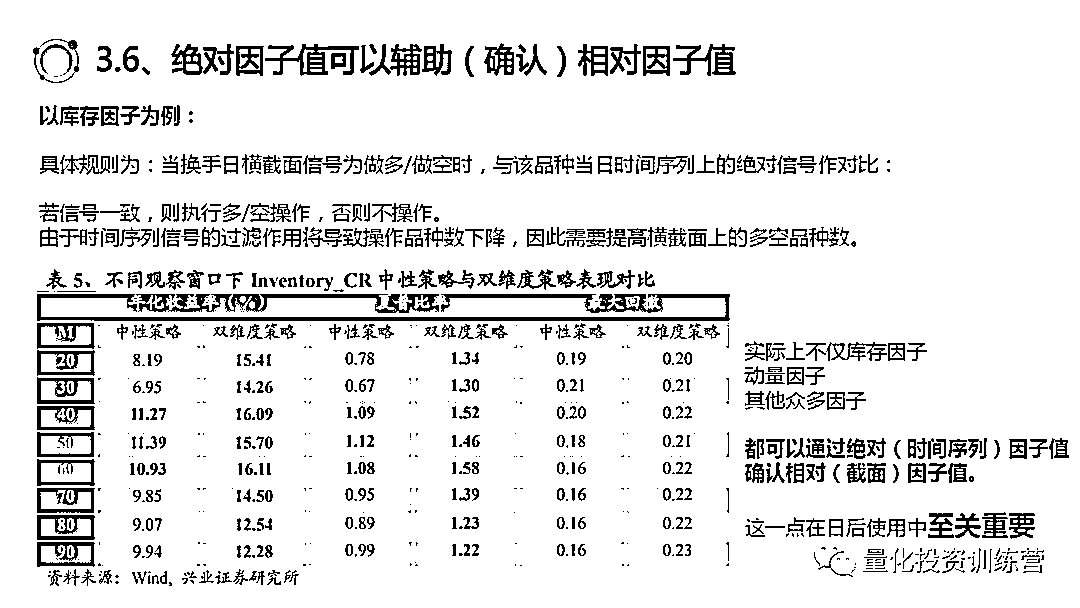 3.6、绝对因子值可以辅助（确认）相对因子值
以库存因子为例：
具体规则为：当换手日横截面信号为做多/做空时，与该品种当日时间序列上的绝对信号作对比：
若信号一致，则执行多/空操作，否则不操作。
由于时间序列信号的过滤作用将导致操作品种数下降，因此需要提高横截面上的多空品种数。
表 5、不同观察窗口下 Inventory_CR 中性策略与双维度策略表现对比
年化收益率（%） 夏普比率 最大回撤
M 中性策略 双维度策略 中性策略 双维度策略 中性策略 双维度策略
20 8.19 15.41 0.78 1.34 0.19 0.20
30 6.95 14.26 0.67 1.30 0.21 0.21
40 11.27 16.09 1.09 1.52 0.20 0.22
50 11.39 15.70 1.12 1.46 0.18 0.21
60 10.93 16.11 1.08 1.58 0.16 0.22
70 9.85 14.50 0.95 1.39 0.16 0.22
80 9.07 12.54 0.89 1.23 0.16 0.22
90 9.94 12.28 0.99 1.22 0.16 0.23
资料来源：Wind, 兴业证券研究所
实际上不仅库存因子
动量因子
其他众多因子
都可以通过绝对（时间序列）因子值
确认相对（截面）因子值。
这一点在日后使用中至关重要
量化投资训练营